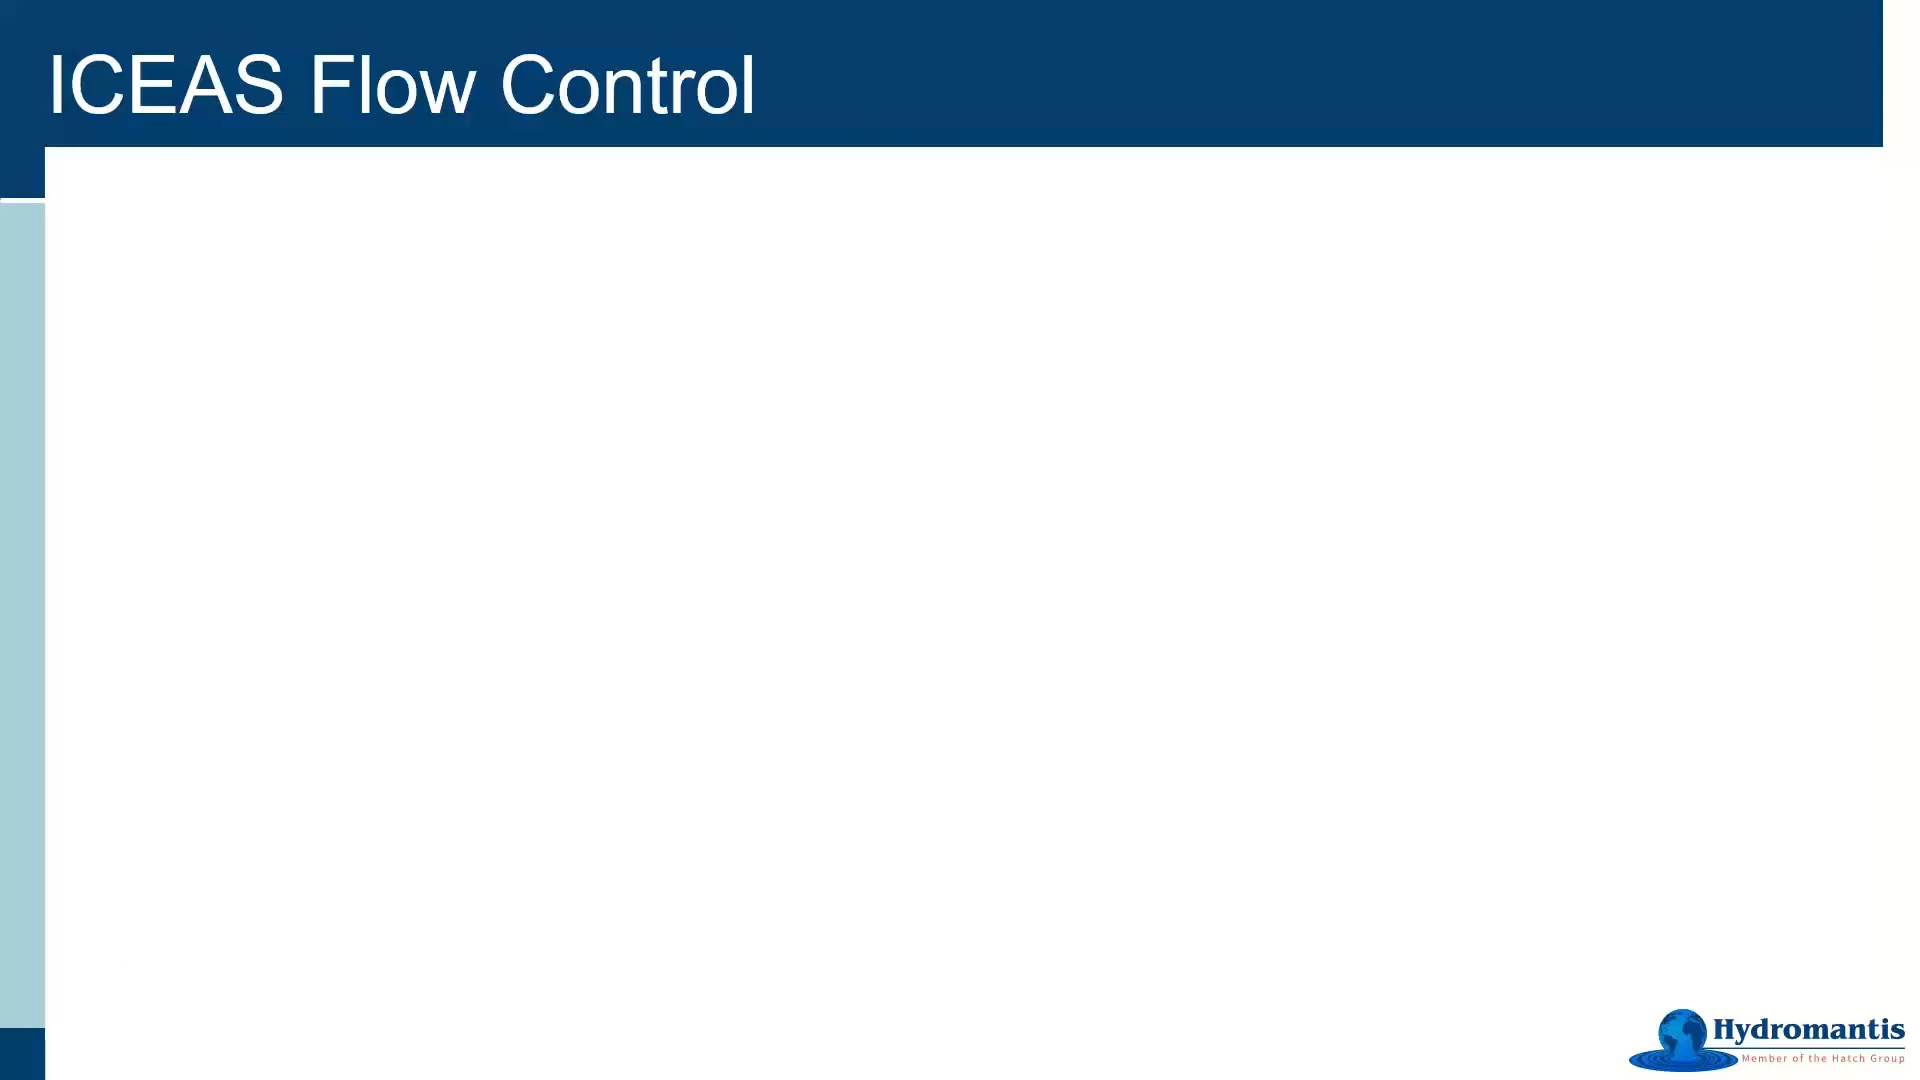 ICEAS Flow Control
Hydromantis
Member of the Hatch Group